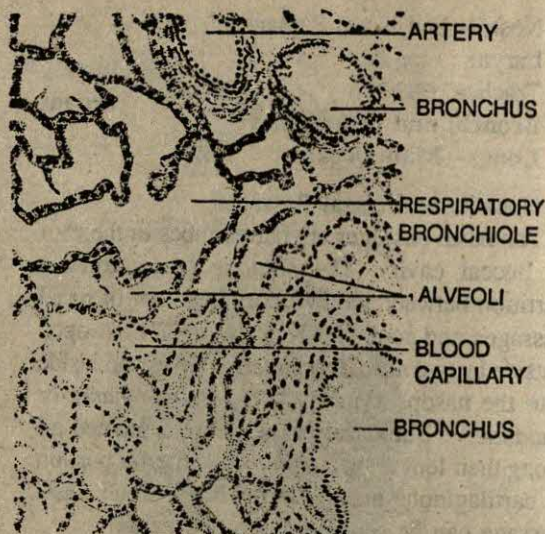 ARTERY
BRONCHUS
RESPIRATORY
BRONCHIOLE
ALVEOLI
BLOOD
CAPILLARY
BRONCHUS